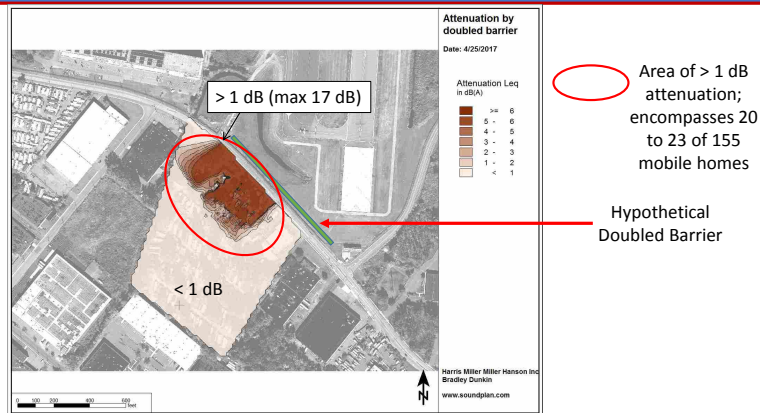 Attenuation by
doubled barrier
Date: 4/25/2017
Attenuation Leq
in dB(A)
>= 6
5 - 6
4 - 5
3 - 4
2 - 3
1 - 2
< 1
> 1 dB (max 17 dB)
< 1 dB
Area of > 1 dB
attenuation;
encompasses 20
to 23 of 155
mobile homes
Hypothetical
Doubled Barrier
Harris Miller Miller Hanson Inc
Bradley Dunkin
www.soundplan.com
N
0 100 200 400 600
feet